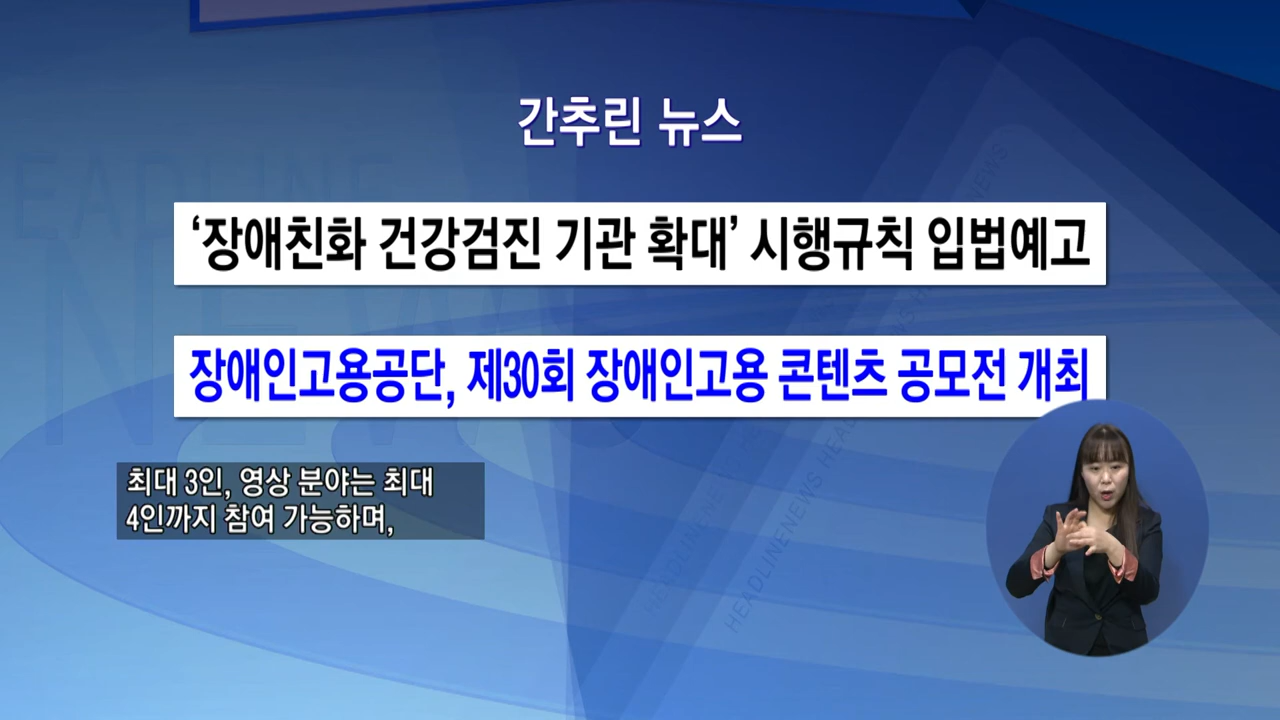 간추린 뉴스
‘장애친화 건강검진 기관 확대’ 시행규칙 입법예고
장애인고용공단, 제30회 장애인고용 콘텐츠 공모전 개최
최대 3인, 영상 분야는 최대
4인까지 참여 가능하며,
HEADLINENEWS HEADLINENEWS